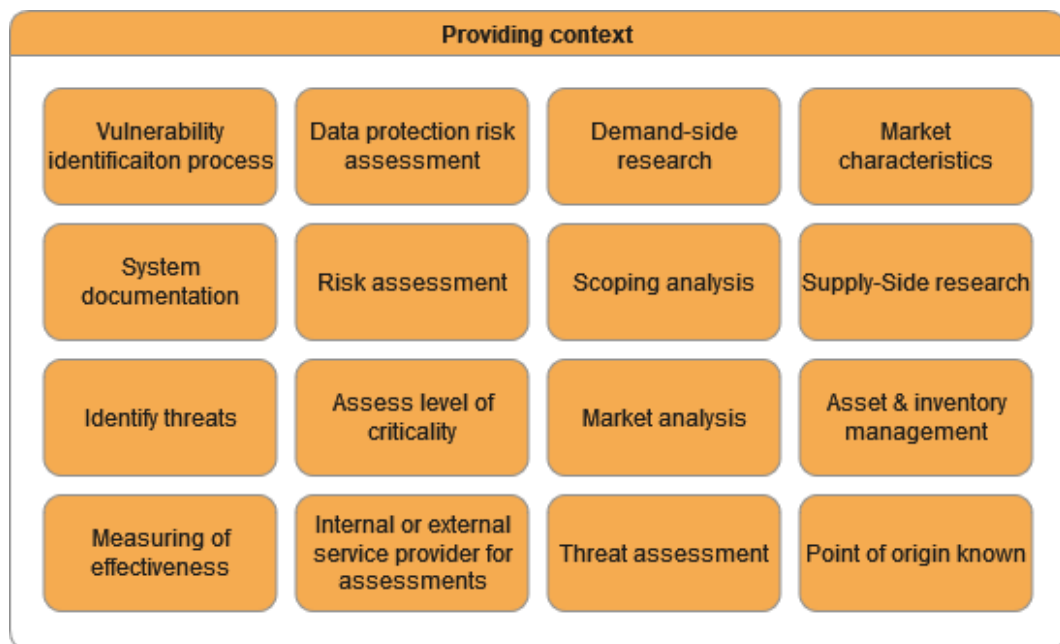 Providing context
Vulnerability
identificaiton process
Data protection risk
assessment
Demand-side
research
Market
characteristics
System
documentation
Risk assessment
Scoping analysis
Supply-Side research
Identify threats
Assess level of
criticality
Market analysis
Asset & inventory
management
Measuring of
effectiveness
Internal or external
service provider for
assessments
Threat assessment
Point of origin known